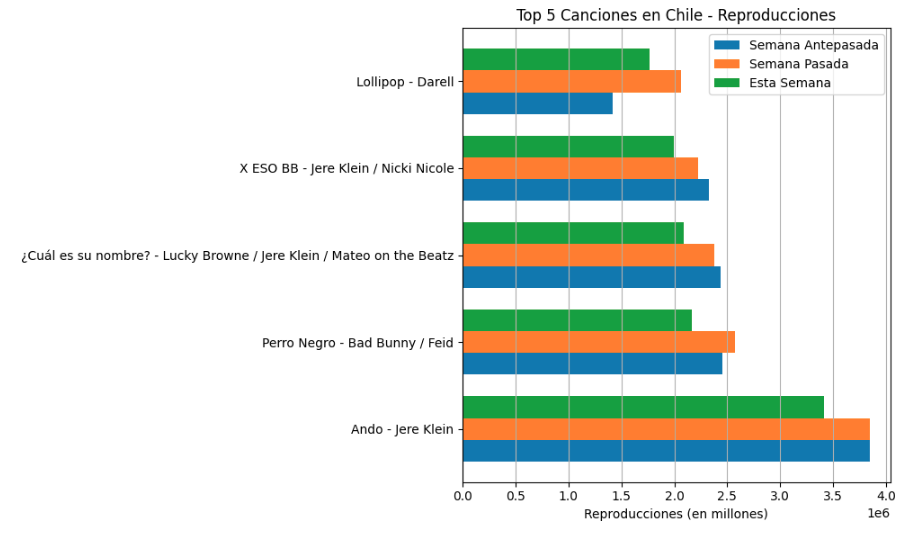 Top 5 Canciones en Chile - Reproducciones
Semana Antepasada
Semana Pasada
Esta Semana
Lollipop - Darell
X ESO BB - Jere Klein / Nicki Nicole
¿Cuál es su nombre? - Lucky Browne / Jere Klein / Mateo on the Beatz
Perro Negro - Bad Bunny / Feid
Ando - Jere Klein
0.0 0.5 1.0 1.5 2.0 2.5 3.0 3.5 4.0
Reproducciones (en millones)
1e6